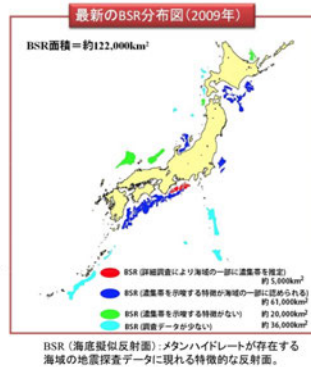 最新のBSR分布図（2009年）
BSR面積＝約122,000km²
BSR（詳細調査により海域の一部に濃集帯を推定）
約 5,000km²
BSR（濃集帯を示唆する特徴が海域の一部に認められる）
約 61,000km²
BSR（濃集帯を示唆する特徴がない）
約 20,000km²
BSR（調査データが少ない）
約 36,000km²
BSR（海底擬似反射面）：メタンハイドレートが存在する
海域の地震探査データに現れる特徴的な反射面。